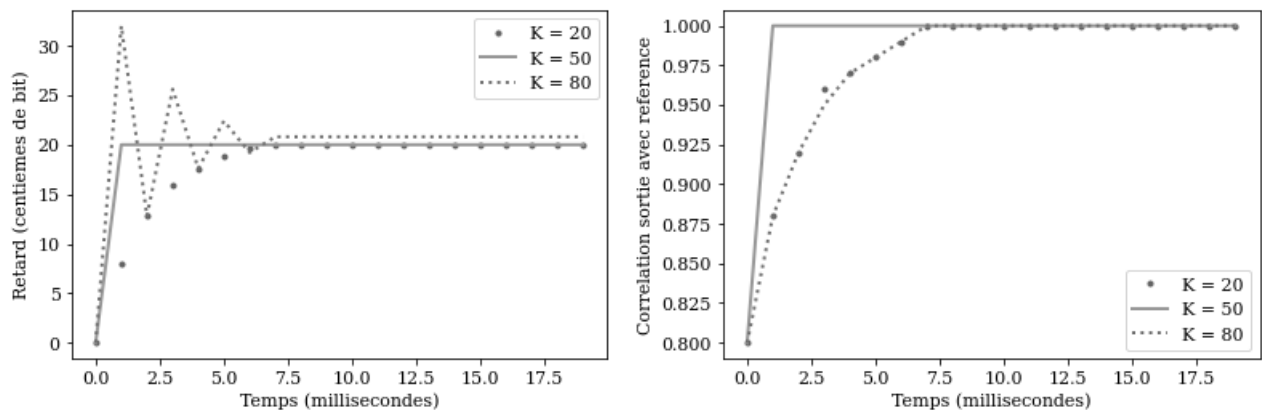 Retard (centiemes de bit)
30
25
20
15
10
5
0
K = 20
K = 50
K = 80
0.0 2.5 5.0 7.5 10.0 12.5 15.0 17.5
Temps (millisecondes)
Correlation sortie avec reference
1.000
0.975
0.950
0.925
0.900
0.875
0.850
0.825
0.800
K = 20
K = 50
K = 80
0.0 2.5 5.0 7.5 10.0 12.5 15.0 17.5
Temps (millisecondes)